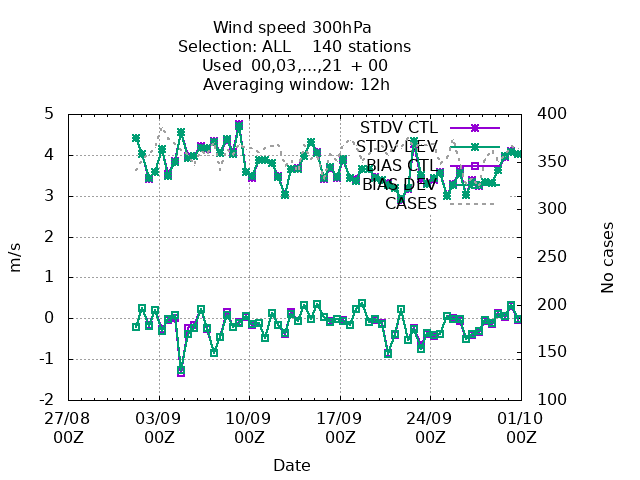 Wind speed 300hPa
Selection: ALL    140 stations
Used  00,03,...,21  + 00
Averaging window: 12h
STDV CTL
STDV DEV
BIAS CTL
BIAS DEV
CASES
5
4
3
2
1
0
-1
-2
m/s
400
350
300
250
200
150
100
No cases
27/08
00Z
03/09
00Z
10/09
00Z
17/09
00Z
24/09
00Z
01/10
00Z
Date